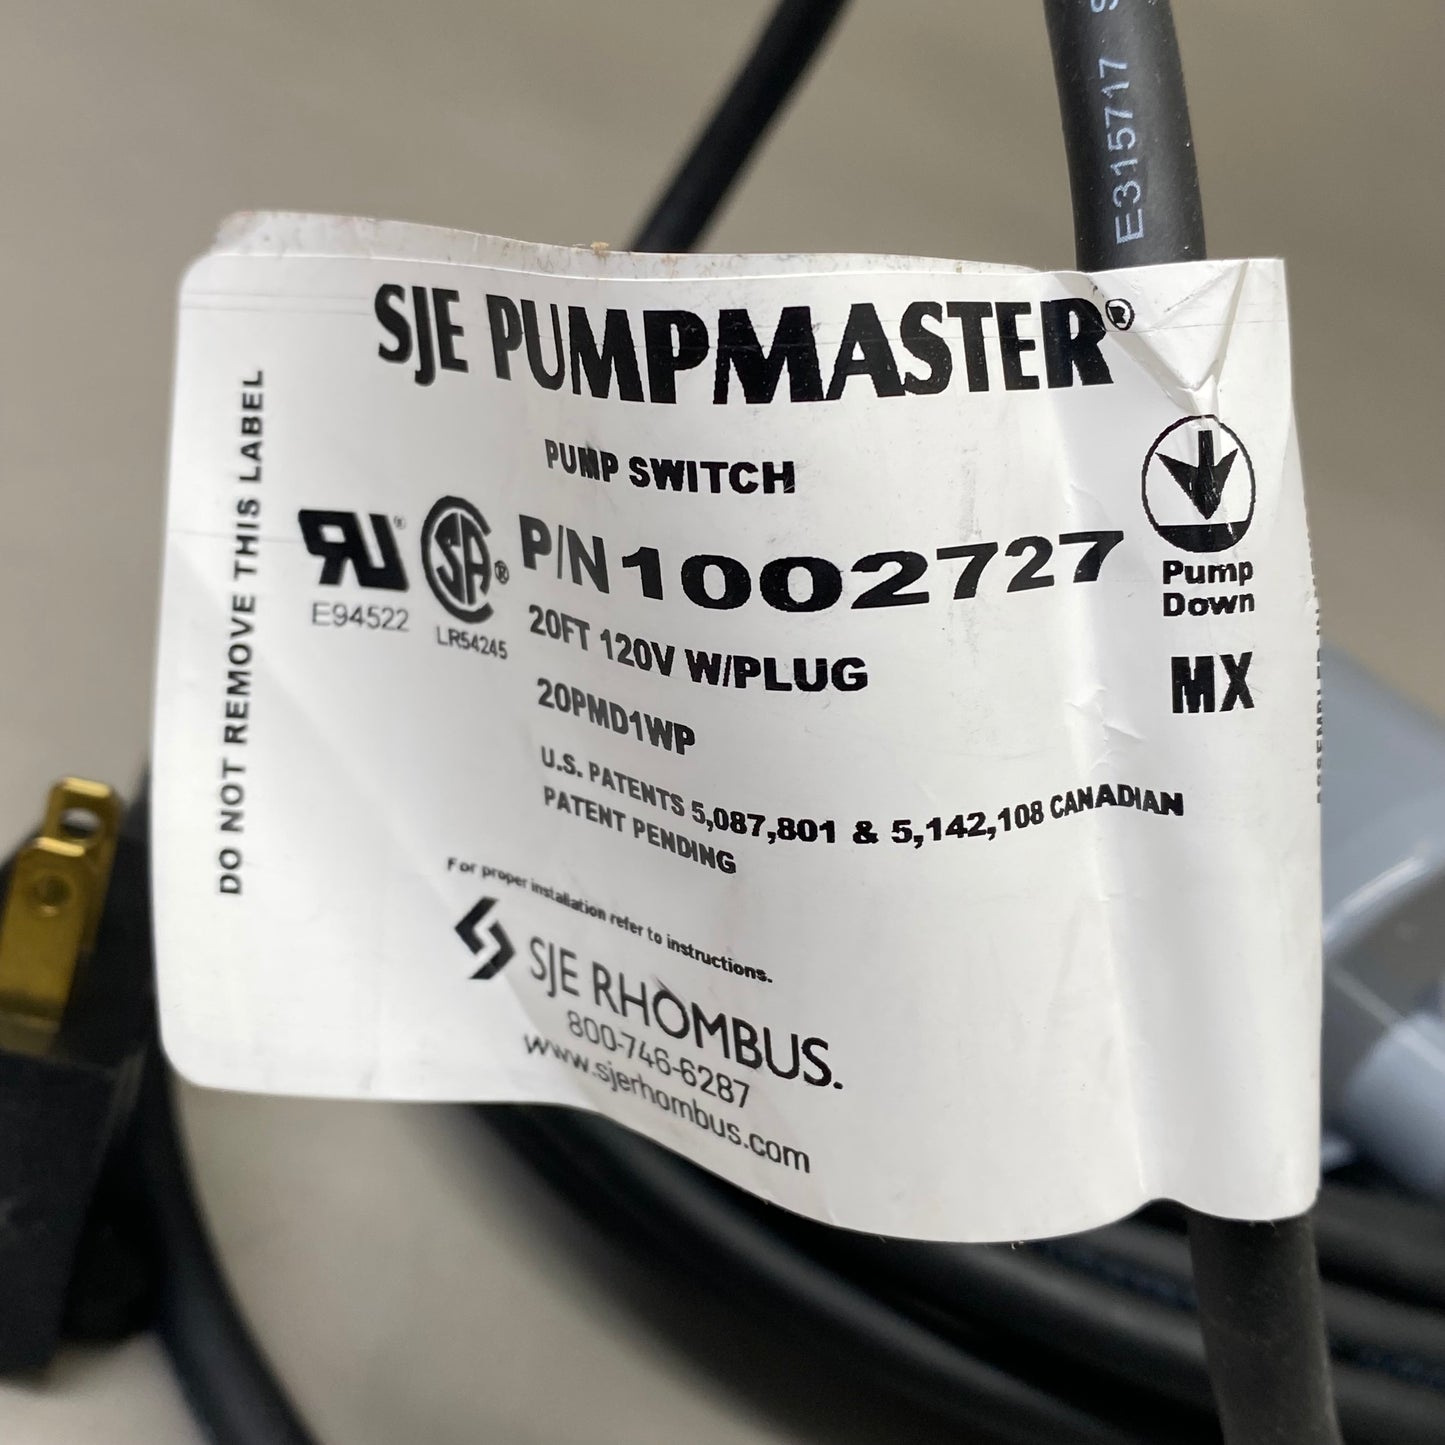 E315717 S
SJE PUMPMASTER®
PUMP SWITCH
DO NOT REMOVE THIS LABEL
E94522
SA®
LR54245
P/N 1002727
20FT 120V W/PLUG
20PMD1WP
Pump
Down
MX
U.S. PATENTS 5,087,801 & 5,142,108 CANADIAN
PATENT PENDING
For proper installation refer to instructions.
SJE RHOMBUS.
800-746-6287
www.sjerhombus.com